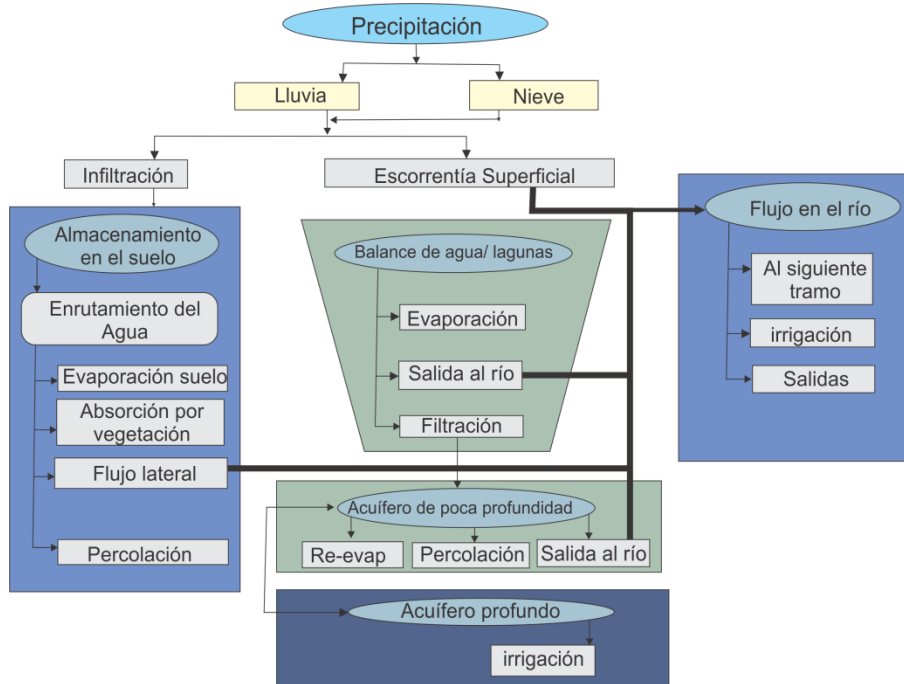 Precipitación
Lluvia
Nieve
Infiltración
Escorrentía Superficial
Almacenamiento
en el suelo
Enrutamiento del
Agua
Evaporación suelo
Absorción por
vegetación
Flujo lateral
Percolación
Balance de agua/ lagunas
Evaporación
Salida al río
Filtración
Acuífero de poca profundidad
Re-evap
Percolación
Salida al río
Acuífero profundo
irrigación
Flujo en el río
Al siguiente
tramo
irrigación
Salidas